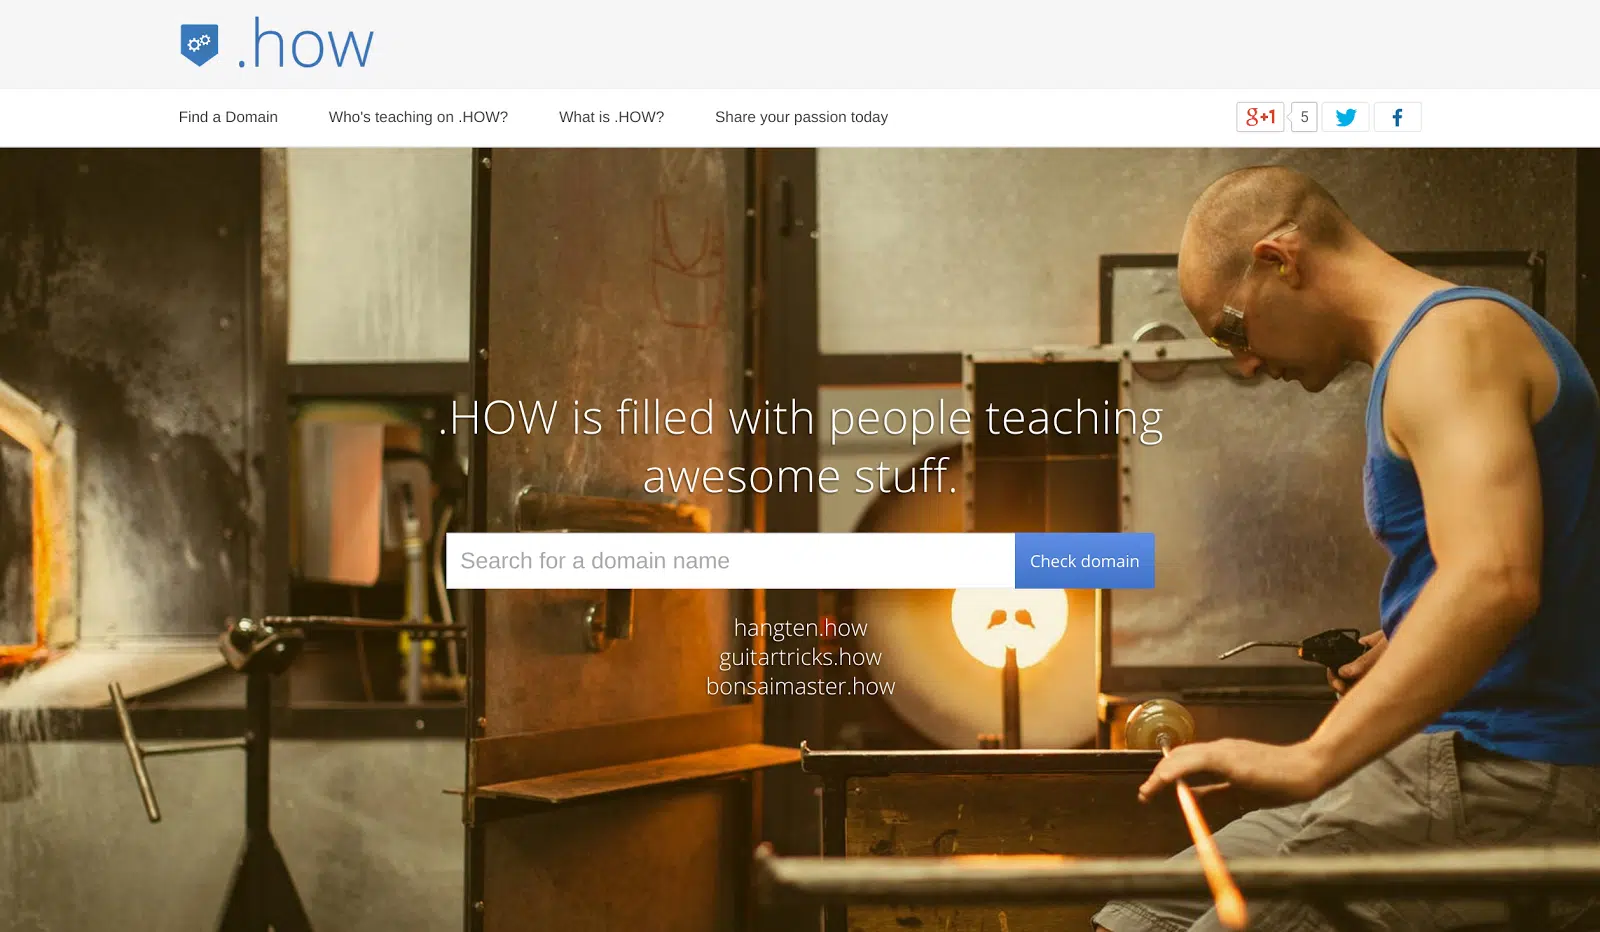 .how
Find a Domain
Who's teaching on .HOW?
What is .HOW?
Share your passion today
g+1
5
.HOW is filled with people teaching
awesome stuff.
Search for a domain name
Check domain
hangten.how
guitartricks.how
bonsaimaster.how